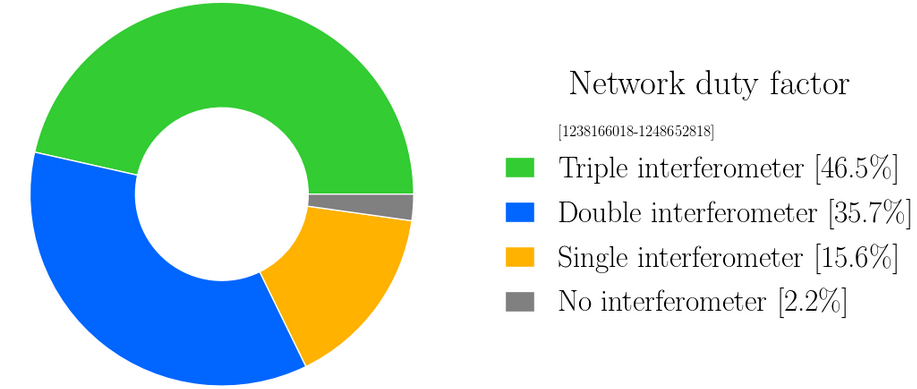 Network duty factor
[1238166018-1248652818]
Triple interferometer [46.5%]
Double interferometer [35.7%]
Single interferometer [15.6%]
No interferometer [2.2%]